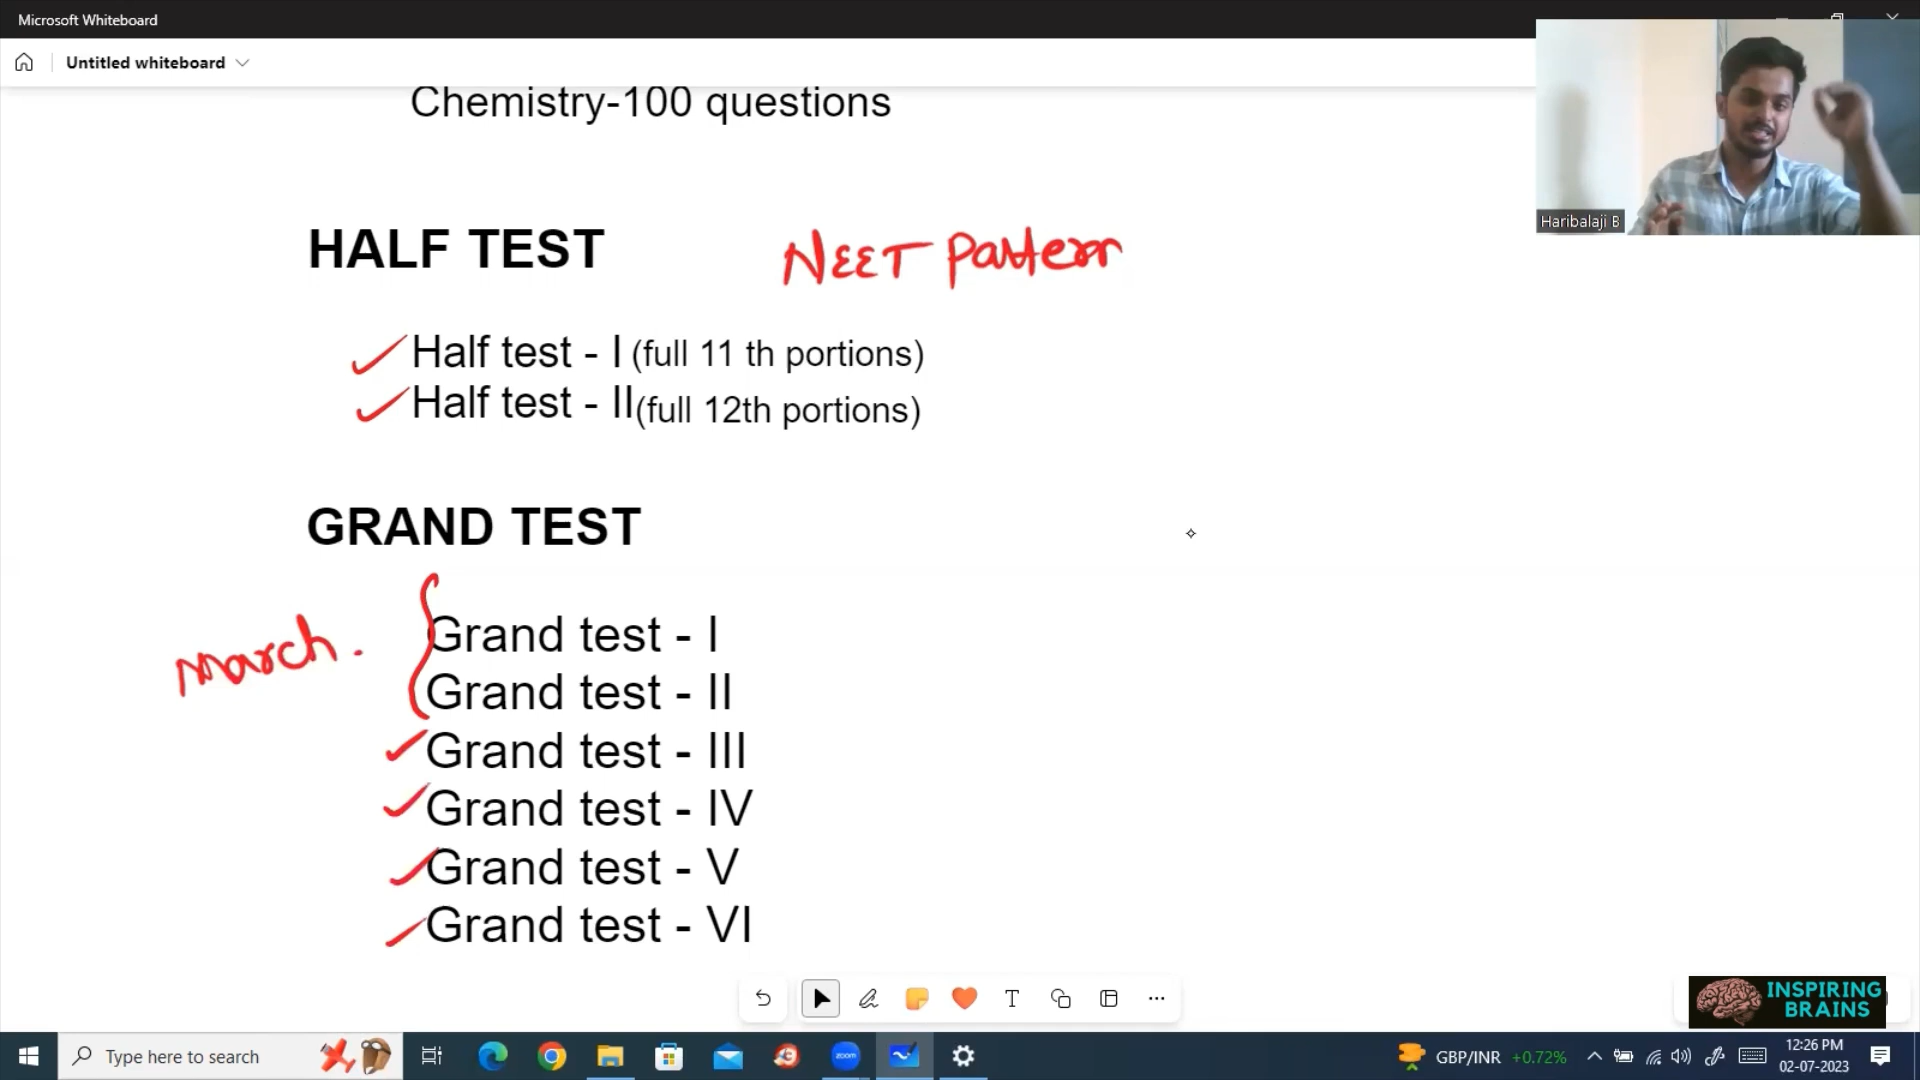 Microsoft Whiteboard
Untitled whiteboard
Chemistry-100 questions
Haribalaji B
HALF TEST
NEET Pattern
Half test - I (full 11 th portions)
Half test - II (full 12th portions)
GRAND TEST
March.
Grand test - I
Grand test - II
Grand test - III
Grand test - IV
Grand test - V
Grand test - VI
T
INSPIRING
BRAINS
Type here to search
zoom
GBP/INR +0.72%
12:26 PM
02-07-2023